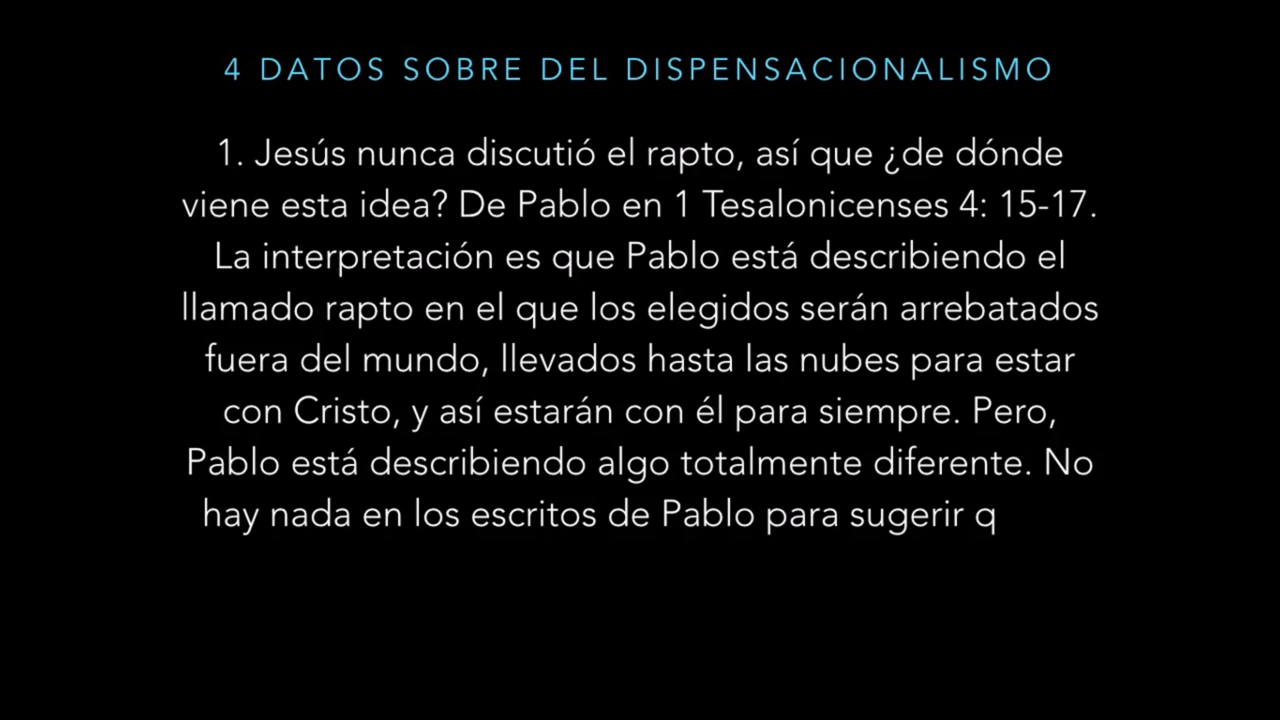 4 DATOS SOBRE DEL DISPENSACIONALISMO
1. Jesús nunca discutió el rapto, así que ¿de dónde
viene esta idea? De Pablo en 1 Tesalonicenses 4: 15-17.
La interpretación es que Pablo está describiendo el
llamado rapto en el que los elegidos serán arrebatados
fuera del mundo, llevados hasta las nubes para estar
con Cristo, y así estarán con él para siempre. Pero,
Pablo está describiendo algo totalmente diferente. No
hay nada en los escritos de Pablo para sugerir q